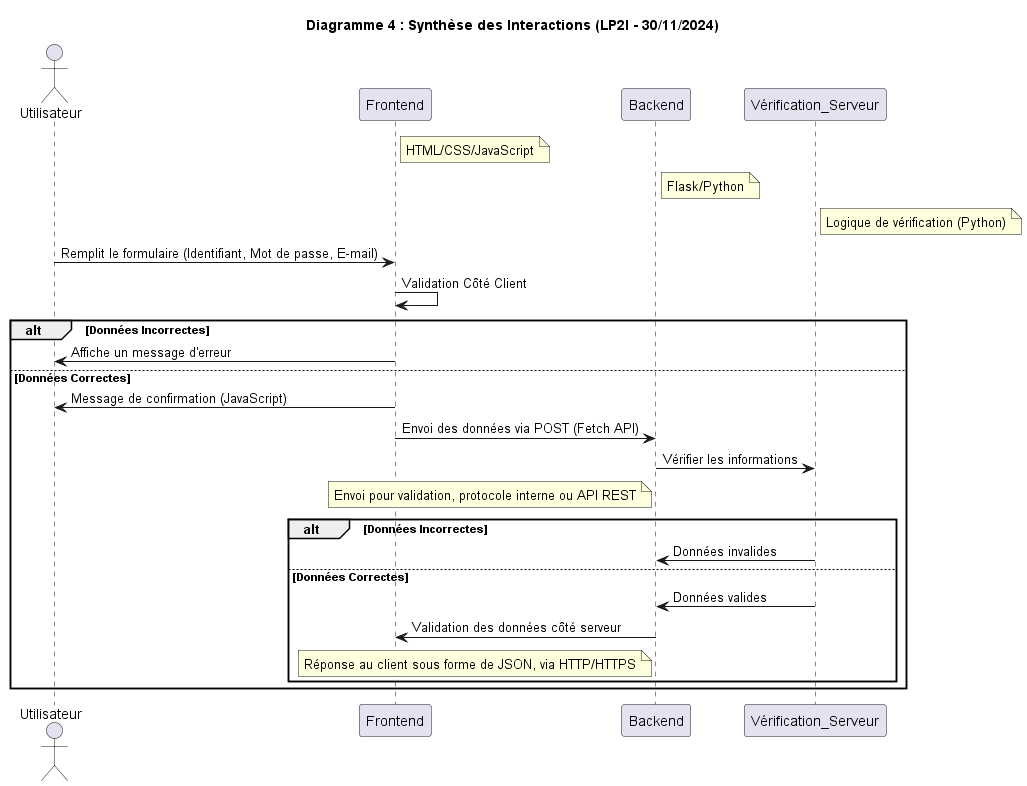 Diagramme 4 : Synthèse des Interactions (LP2I - 30/11/2024)
Utilisateur
Frontend
Backend
Vérification_Serveur
HTML/CSS/JavaScript
Flask/Python
Logique de vérification (Python)
Remplit le formulaire (Identifiant, Mot de passe, E-mail)
Validation Côté Client
alt
[Données Incorrectes]
Affiche un message d'erreur
[Données Correctes]
Message de confirmation (JavaScript)
Envoi des données via POST (Fetch API)
Vérifier les informations
Envoi pour validation, protocole interne ou API REST
alt
[Données Incorrectes]
Données invalides
[Données Correctes]
Données valides
Validation des données côté serveur
Réponse au client sous forme de JSON, via HTTP/HTTPS
Utilisateur
Frontend
Backend
Vérification_Serveur